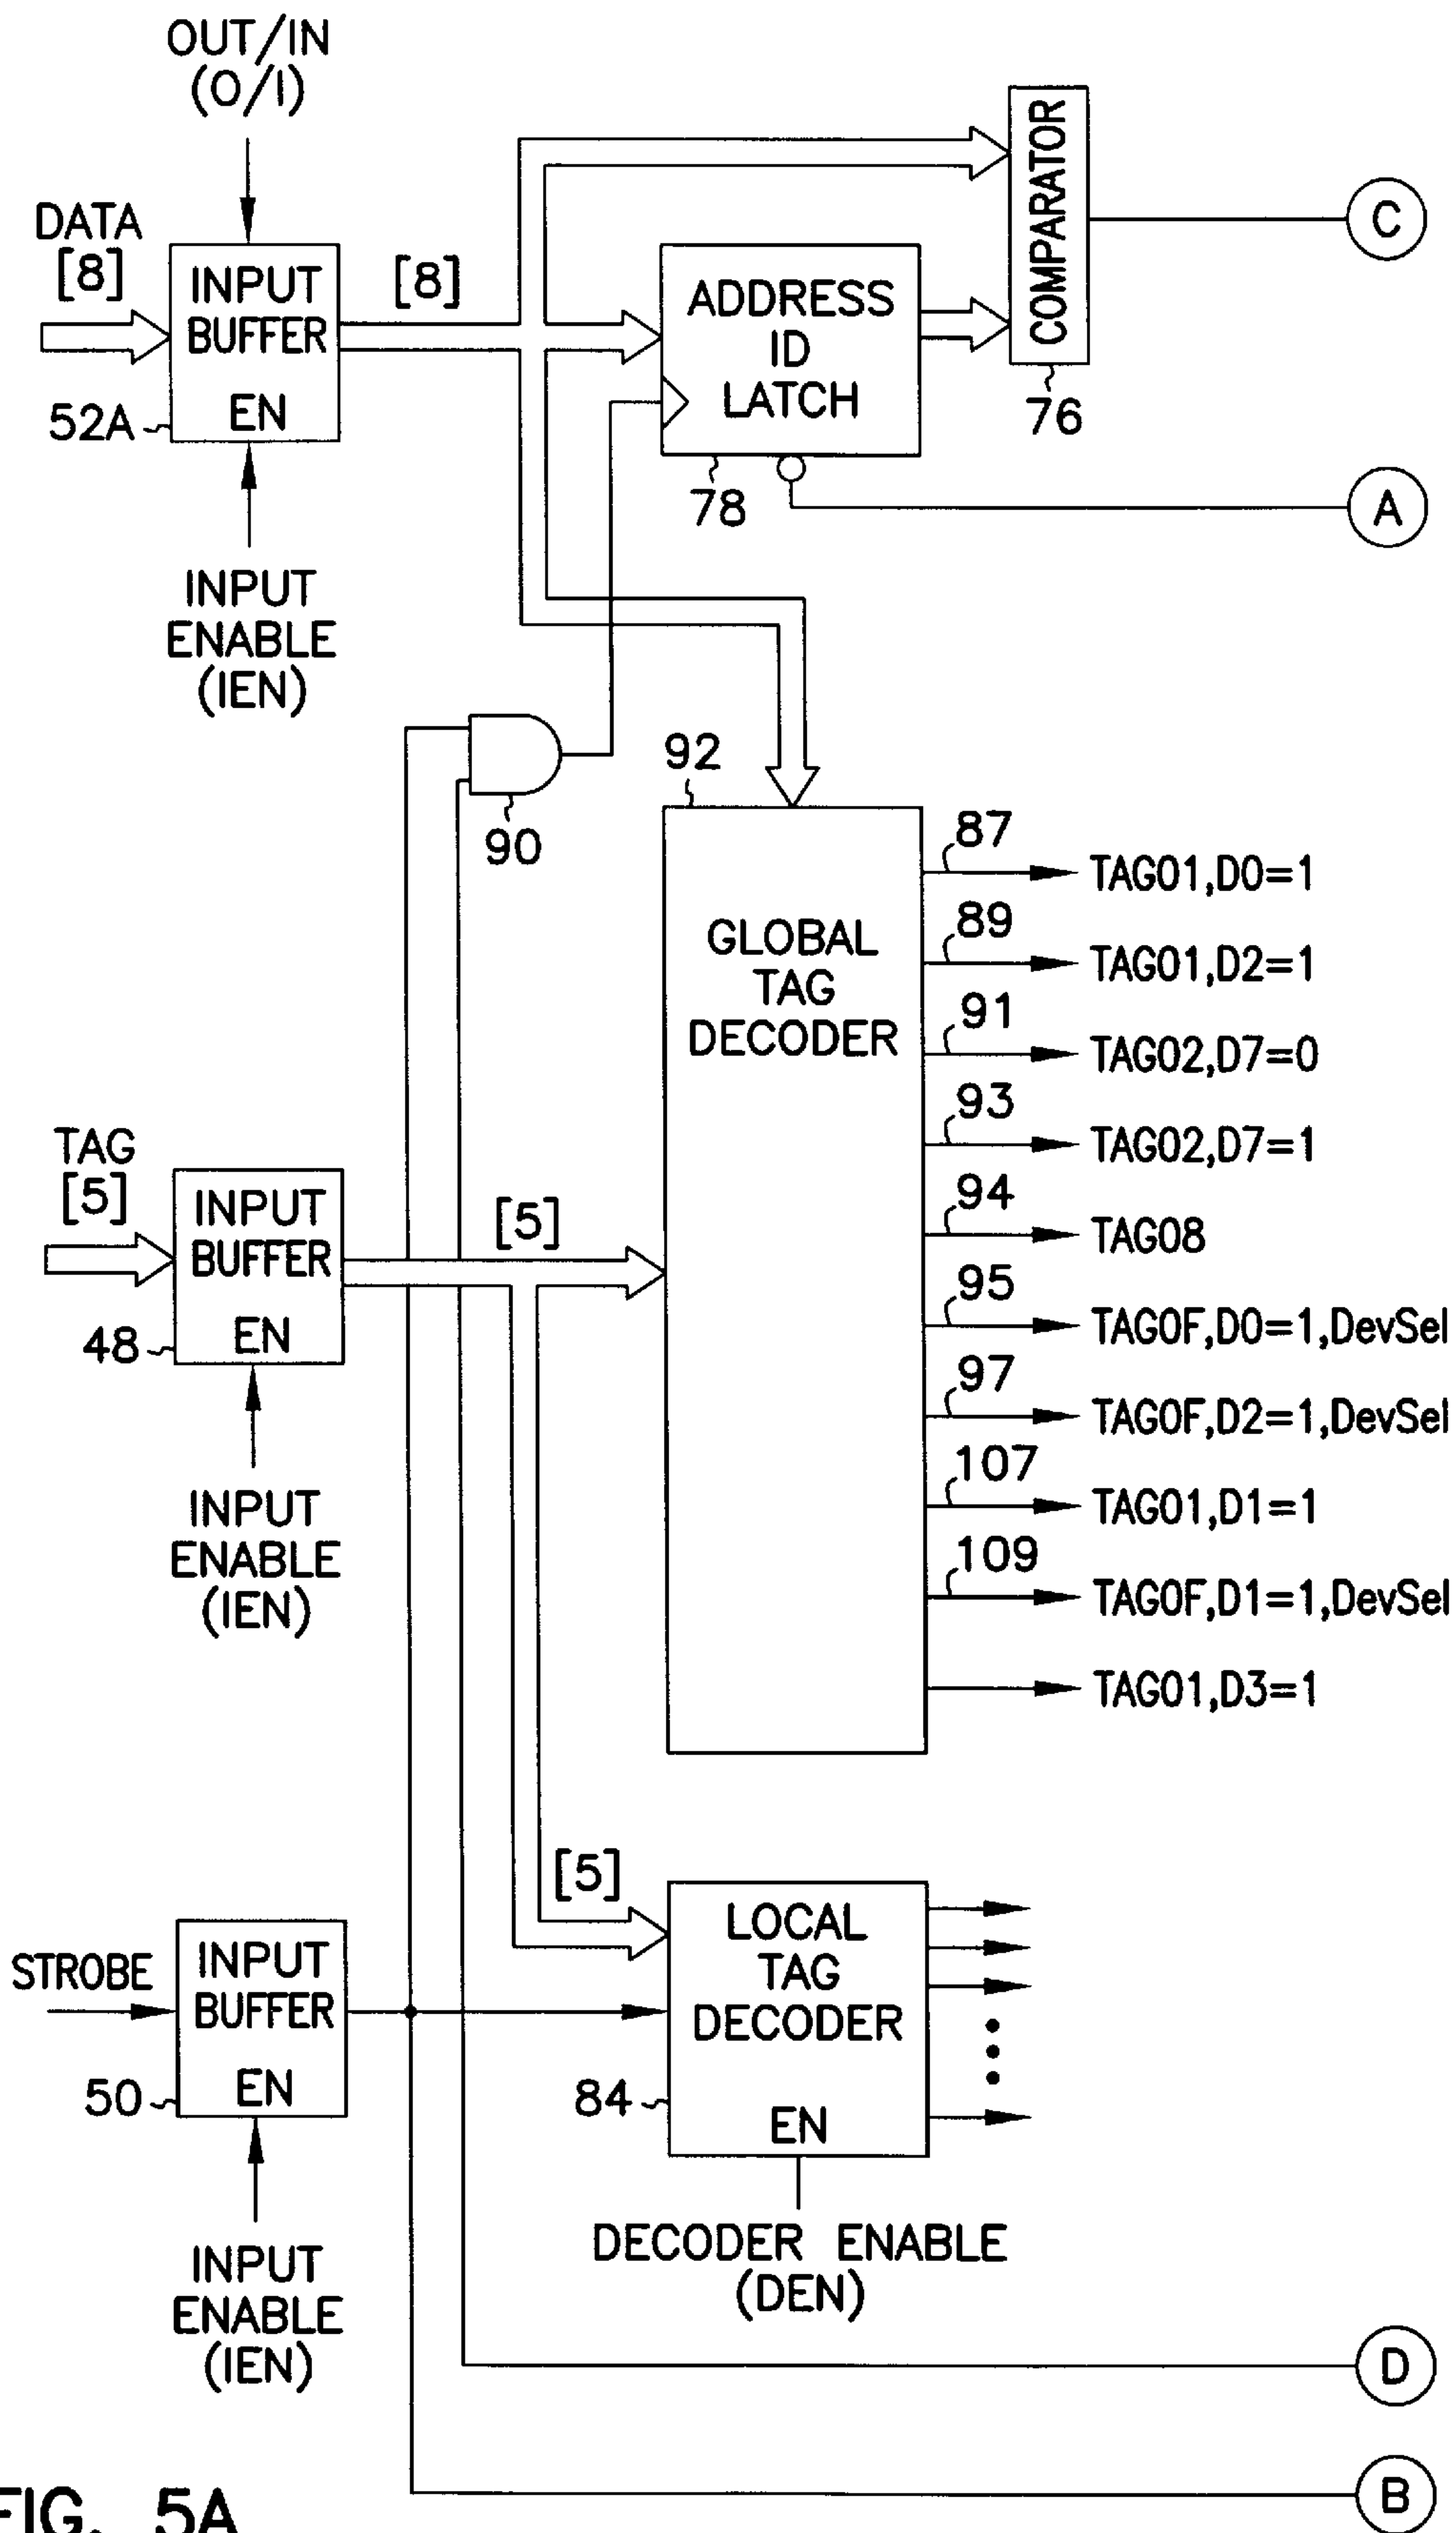 OUT/IN
(O/I)
DATA
[8]
INPUT
BUFFER
EN
52A
[8]
INPUT
ENABLE
(IEN)
ADDRESS
ID
LATCH
78
COMPARATOR
76
C
A
90
92
GLOBAL
TAG
DECODER
87
TAG01,D0=1
89
TAG01,D2=1
91
TAG02,D7=0
93
TAG02,D7=1
94
TAG08
95
TAG0F,D0=1,DevSel
97
TAG0F,D2=1,DevSel
107
TAG01,D1=1
109
TAG0F,D1=1,DevSel
TAG01,D3=1
TAG
[5]
INPUT
BUFFER
EN
48
[5]
INPUT
ENABLE
(IEN)
[5]
STROBE
INPUT
BUFFER
EN
50
INPUT
ENABLE
(IEN)
LOCAL
TAG
DECODER
EN
84
DECODER ENABLE
(DEN)
D
B
FIG. 5A